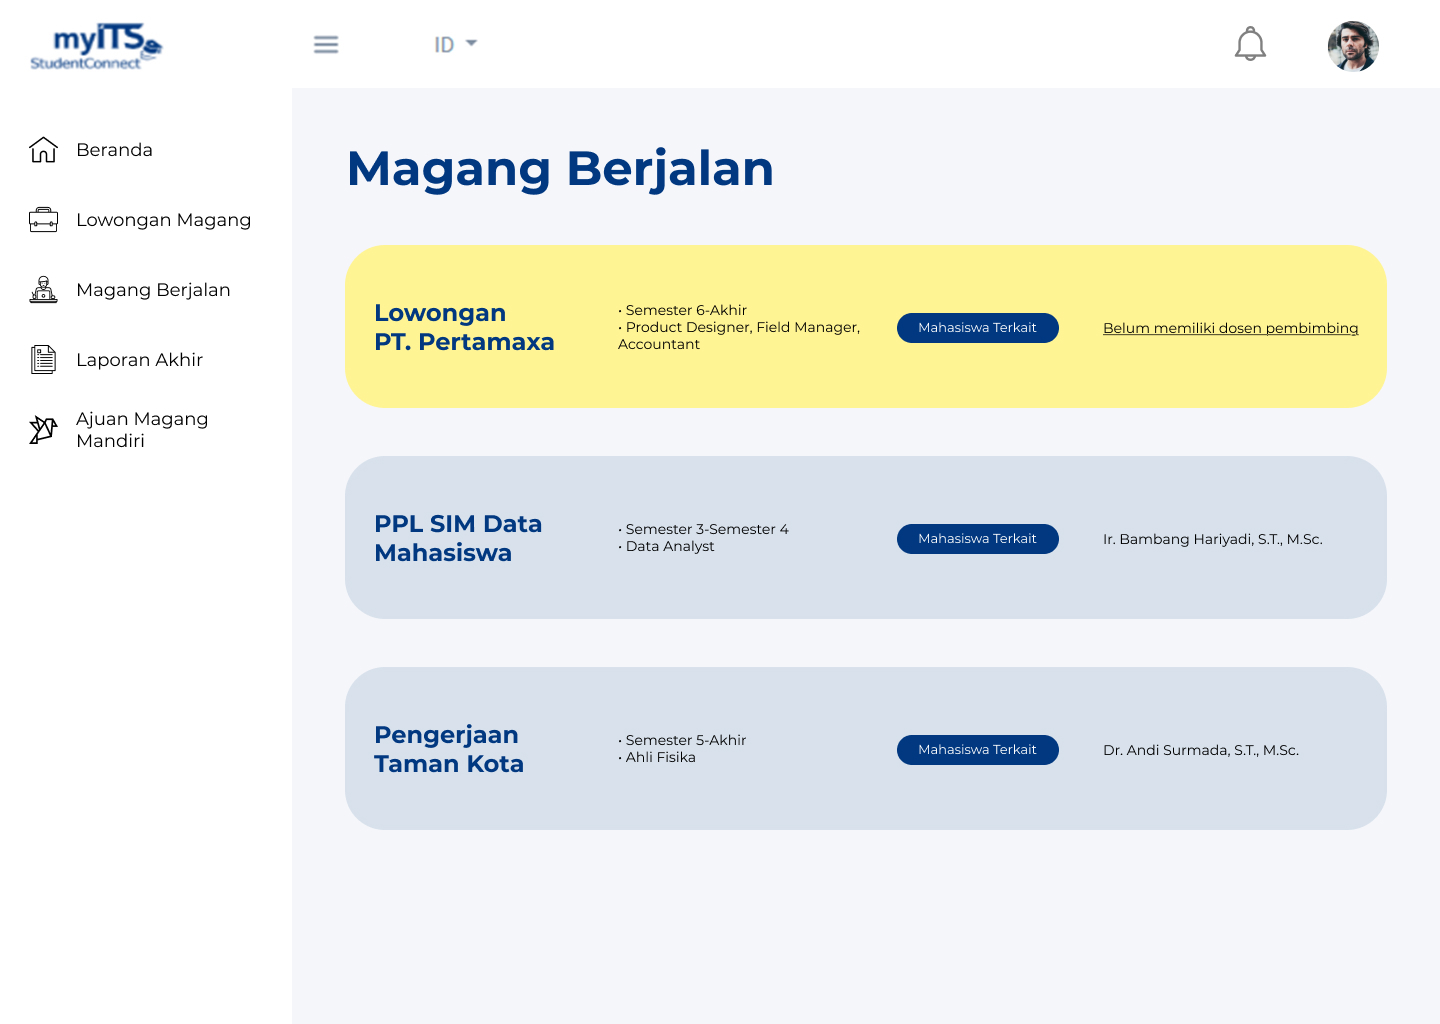 myITS
StudentConnect
ID
Beranda
Lowongan Magang
Magang Berjalan
Laporan Akhir
Ajuan Magang
Mandiri
Magang Berjalan
Lowongan
PT. Pertamaxa
• Semester 6-Akhir
• Product Designer, Field Manager,
Accountant
Mahasiswa Terkait
Belum memiliki dosen pembimbing
PPL SIM Data
Mahasiswa
• Semester 3-Semester 4
• Data Analyst
Mahasiswa Terkait
Ir. Bambang Hariyadi, S.T., M.Sc.
Pengerjaan
Taman Kota
• Semester 5-Akhir
• Ahli Fisika
Mahasiswa Terkait
Dr. Andi Surmada, S.T., M.Sc.